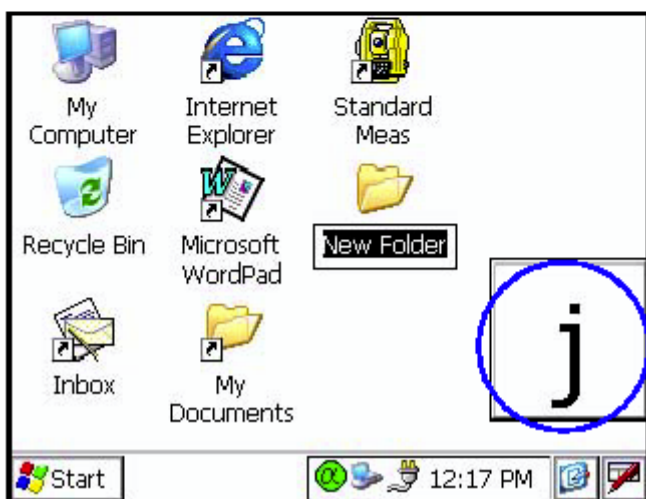 My
Computer
Internet
Explorer
Standard
Meas
Recycle Bin
Microsoft
WordPad
New Folder
Inbox
My
Documents
j
Start
α
12:17 PM